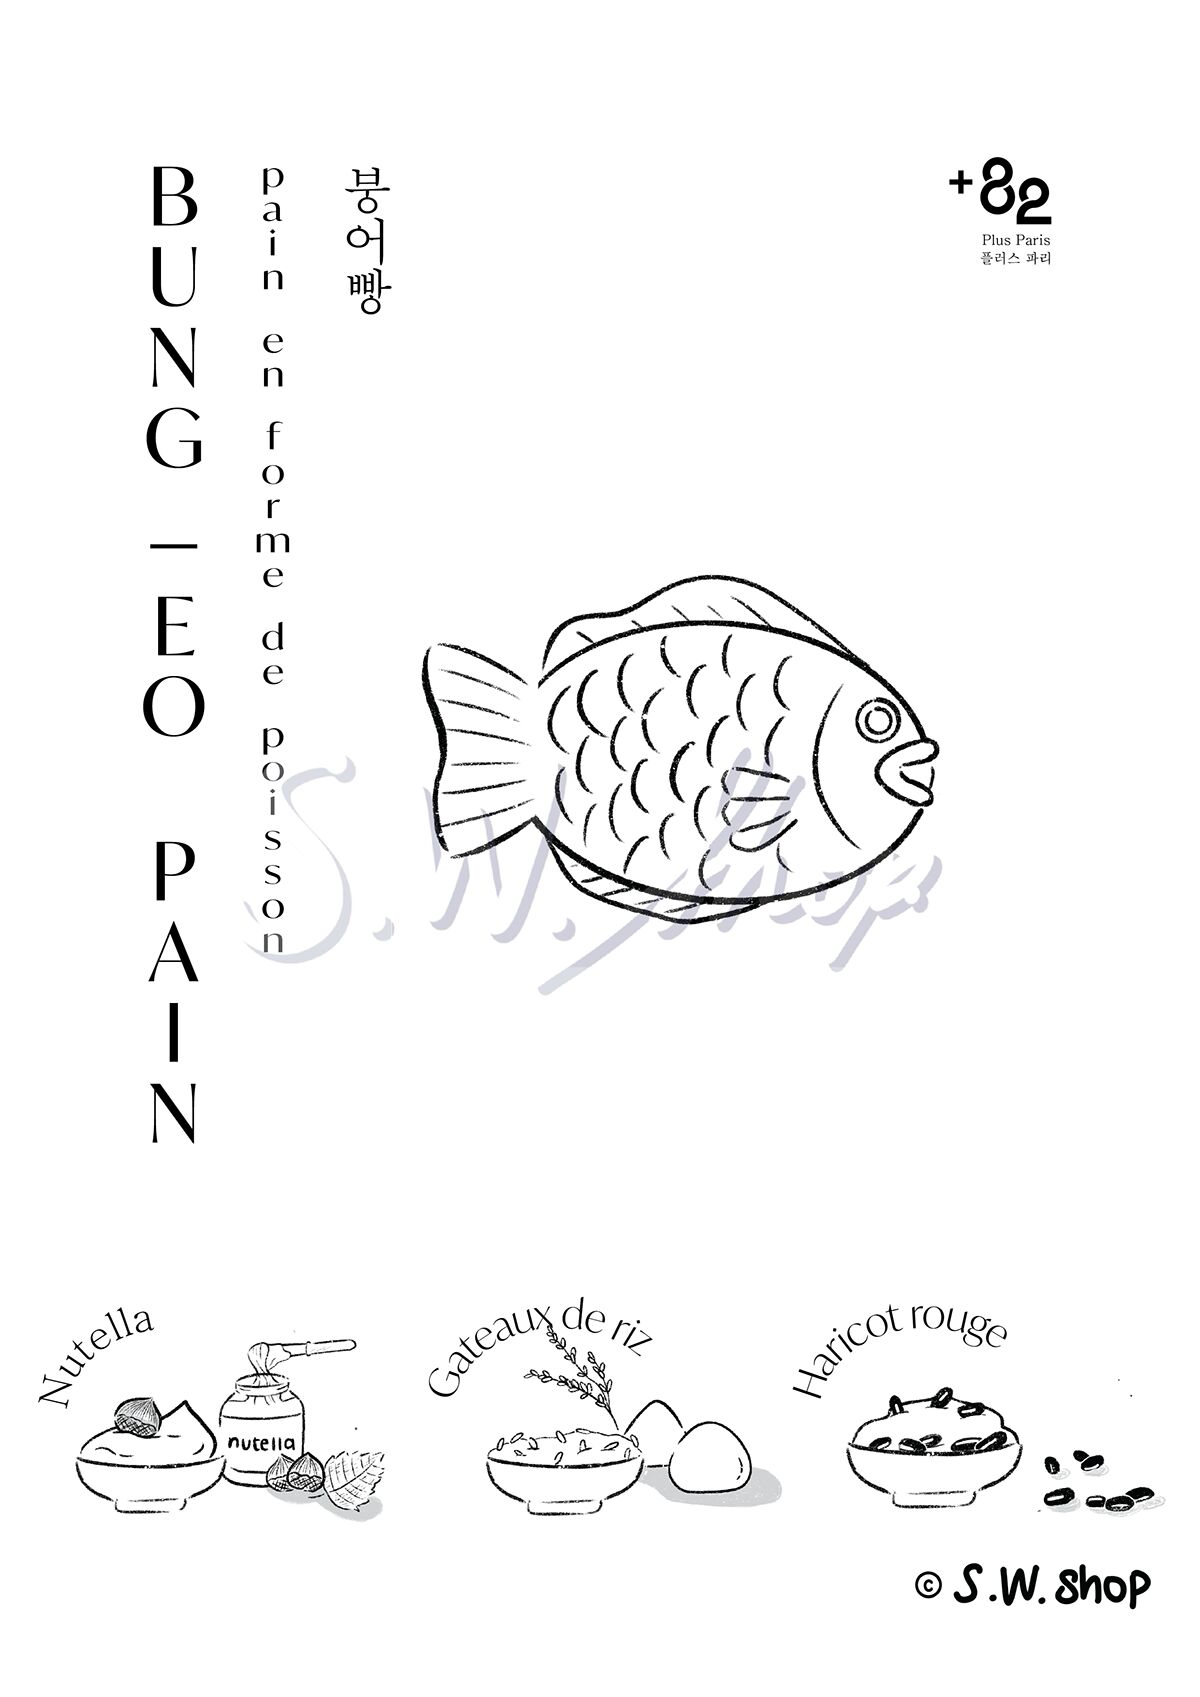 BUNG - EO PAIN
pain en forme de poisson
붕어빵
+82
Plus Paris
플러스 파리
S.W. Shop
Nutella
nutella
Gateaux de riz
Haricot rouge
© S.W. Shop